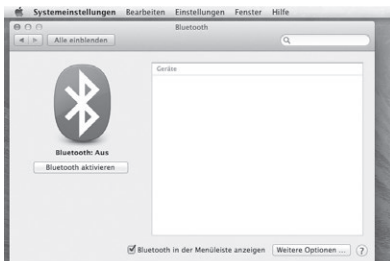 Systemeinstellungen Bearbeiten Einstellungen Fenster Hilfe
Bluetooth
Alle einblenden
Geräte
Bluetooth: Aus
Bluetooth aktivieren
Bluetooth in der Menüleiste anzeigen Weitere Optionen ... ?